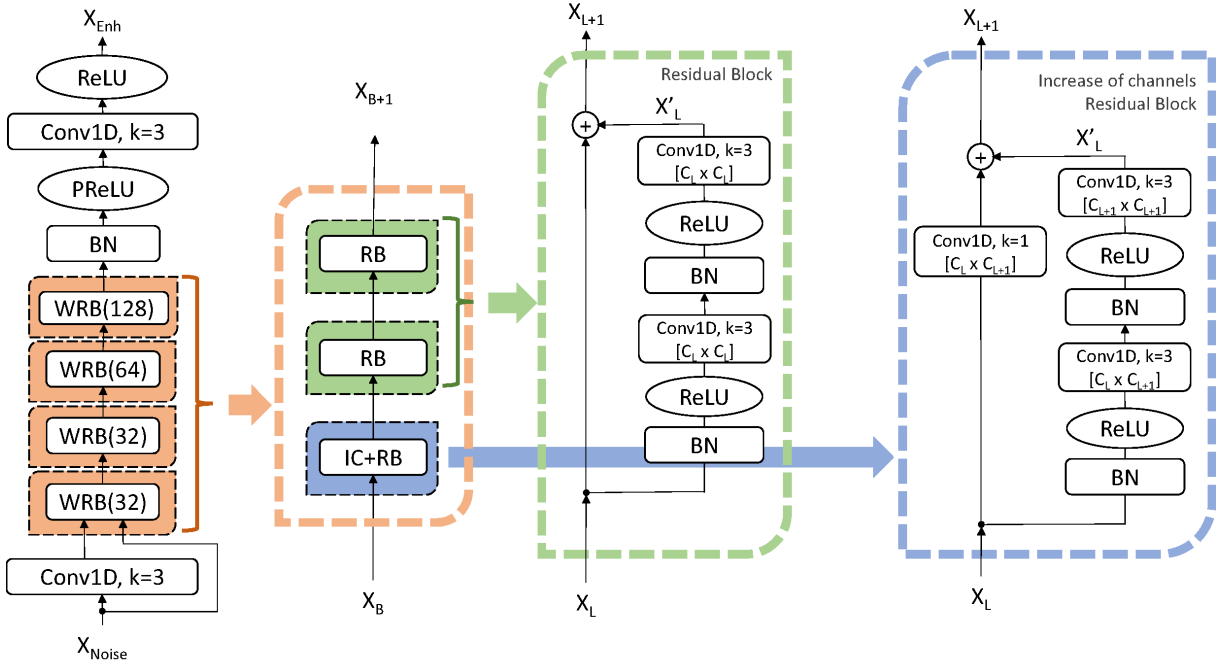 X_Enh
ReLU
Conv1D, k=3
PReLU
BN
WRB(128)
WRB(64)
WRB(32)
WRB(32)
Conv1D, k=3
X_Noise
X_B+1
RB
RB
IC+RB
X_B
X_L+1
Residual Block
X'_L
+
Conv1D, k=3
[C_L x C_L]
ReLU
BN
Conv1D, k=3
[C_L x C_L]
ReLU
BN
X_L
X_L+1
Increase of channels
Residual Block
X'_L
+
Conv1D, k=3
[C_L+1 x C_L+1]
Conv1D, k=1
[C_L x C_L+1]
ReLU
BN
Conv1D, k=3
[C_L x C_L+1]
ReLU
BN
X_L